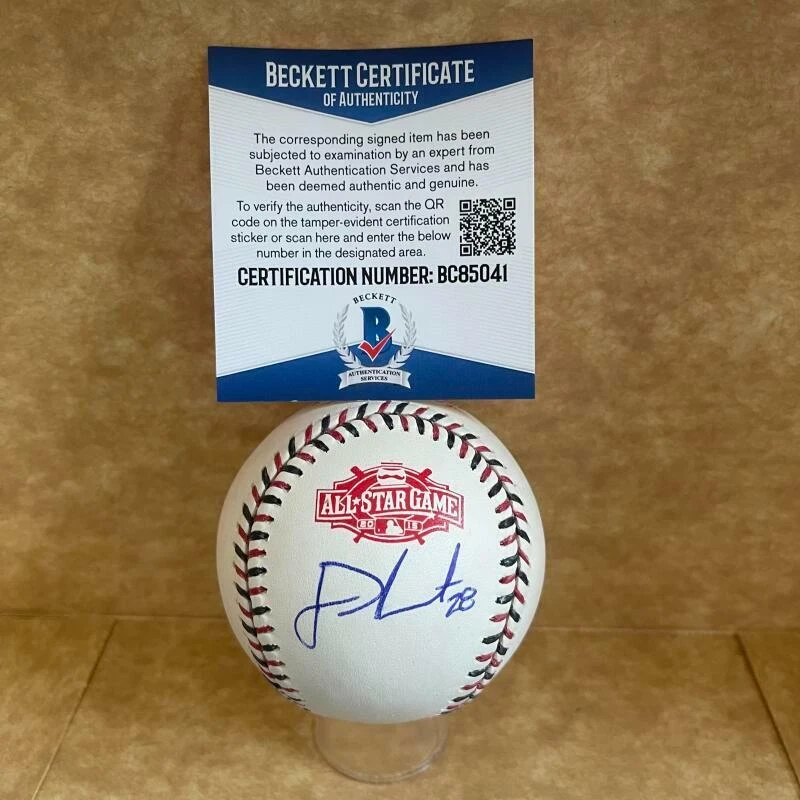 BECKETT CERTIFICATE
OF AUTHENTICITY
The corresponding signed item has been
subjected to examination by an expert from
Beckett Authentication Services and has
been deemed authentic and genuine.
To verify the authenticity, scan the QR
code on the tamper-evident certification
sticker or scan here and enter the below
number in the designated area.
CERTIFICATION NUMBER: BC85041
BECKETT
B
AUTHENTICATION
SERVICES
ALL★STAR GAME
20 15
28